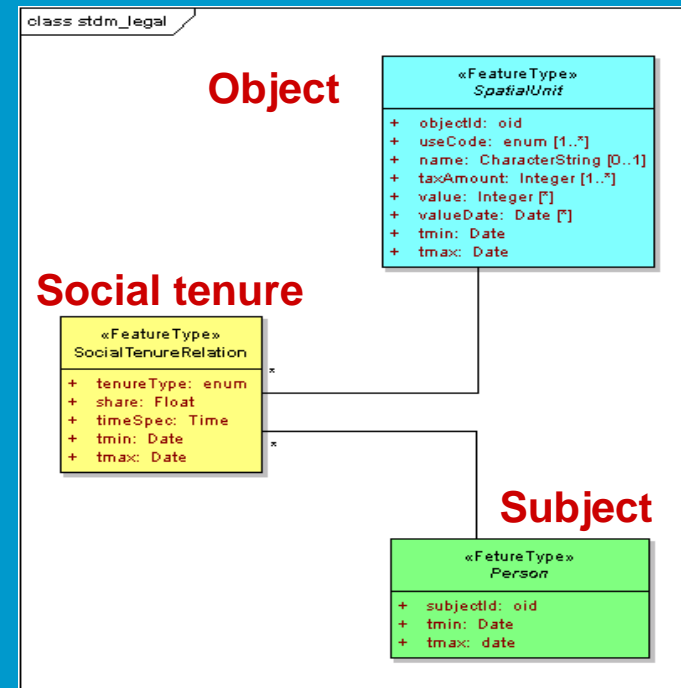 class stdm_legal
Object
«FeatureType»
SpatialUnit
+ objectId: oid
+ useCode: enum [1..*]
+ name: CharacterString [0..1]
+ taxAmount: Integer [1..*]
+ value: Integer [*]
+ valueDate: Date [*]
+ tmin: Date
+ tmax: Date
Social tenure
«FeatureType»
SocialTenureRelation
+ tenureType: enum
+ share: Float
+ timeSpec: Time
+ tmin: Date
+ tmax: Date
*
*
Subject
«FetureType»
Person
+ subjectId: oid
+ tmin: Date
+ tmax: date